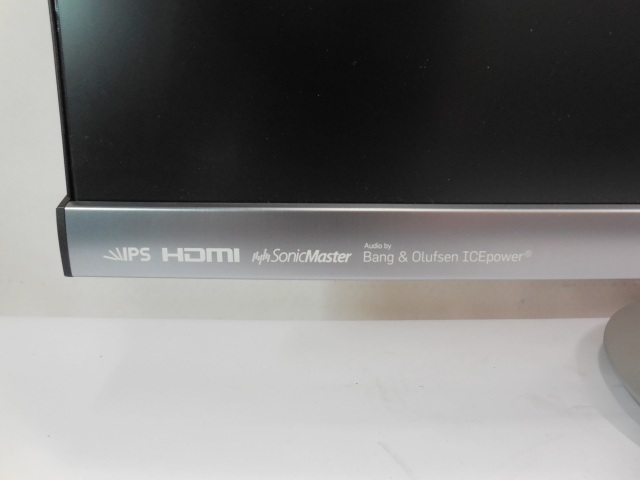 IPS HDMI SonicMaster
Audio by
Bang & Olufsen ICEpower®